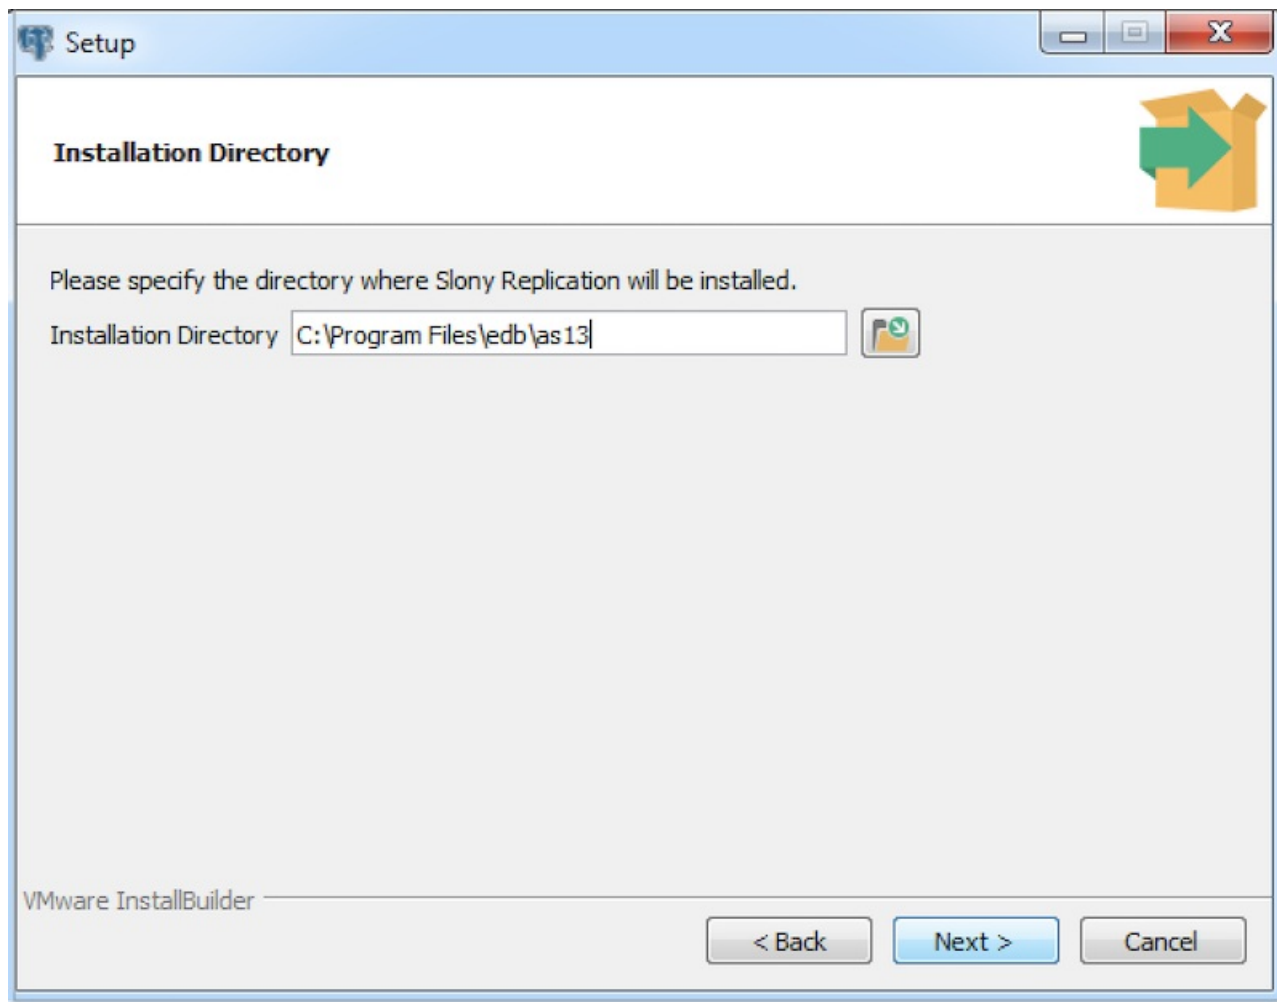 Setup
Installation Directory
Please specify the directory where Slony Replication will be installed.
Installation Directory C:\Program Files\edb\as13
VMware InstallBuilder
< Back Next > Cancel